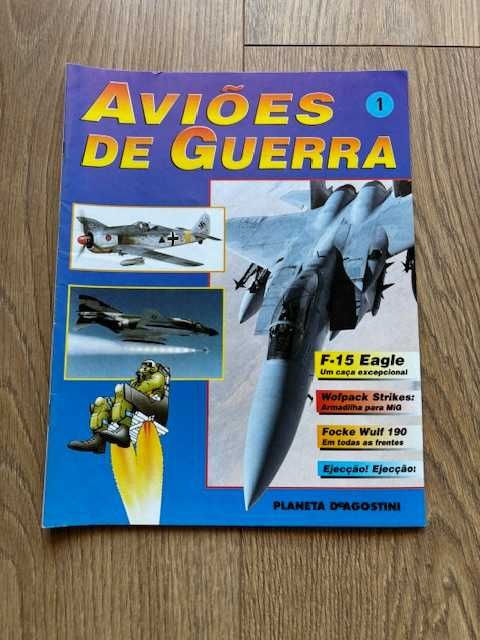 AVIÕES
1
DE GUERRA
F-15 Eagle
Um caça excepcional
Wofpack Strikes:
Armadilha para MiG
Focke Wulf 190
Em todas as frentes
Ejecção! Ejecção:
PLANETA DeAGOSTINI